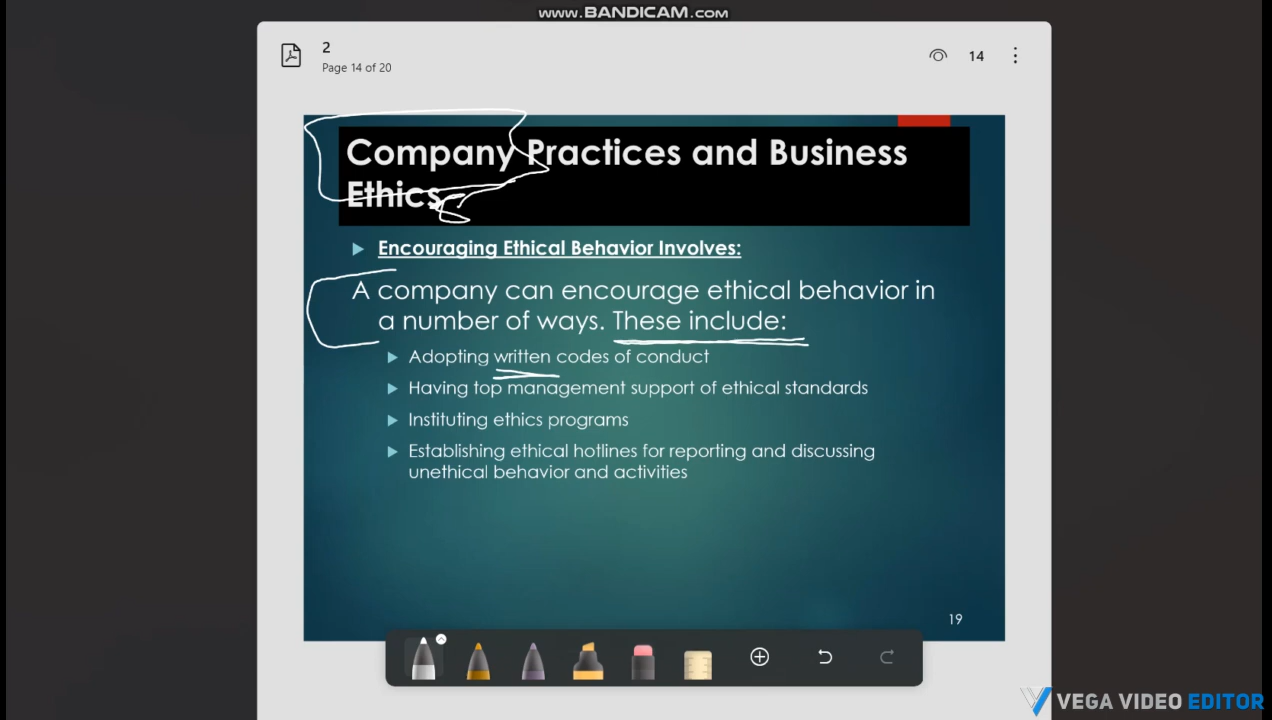 www.BANDICAM.com
2
Page 14 of 20
14
Company Practices and Business
Ethics
Encouraging Ethical Behavior Involves:
A company can encourage ethical behavior in
a number of ways. These include:
Adopting written codes of conduct
Having top management support of ethical standards
Instituting ethics programs
Establishing ethical hotlines for reporting and discussing
unethical behavior and activities
19
VEGA VIDEO EDITOR